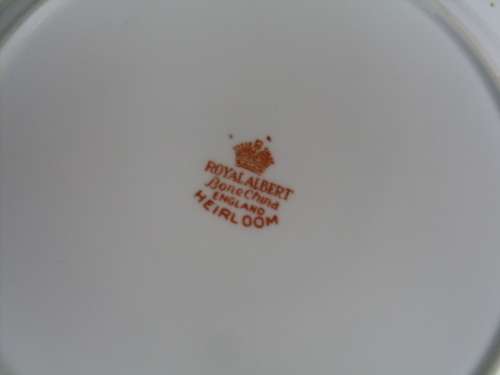 ROYAL ALBERT
Bone China
ENGLAND
HEIRLOOM